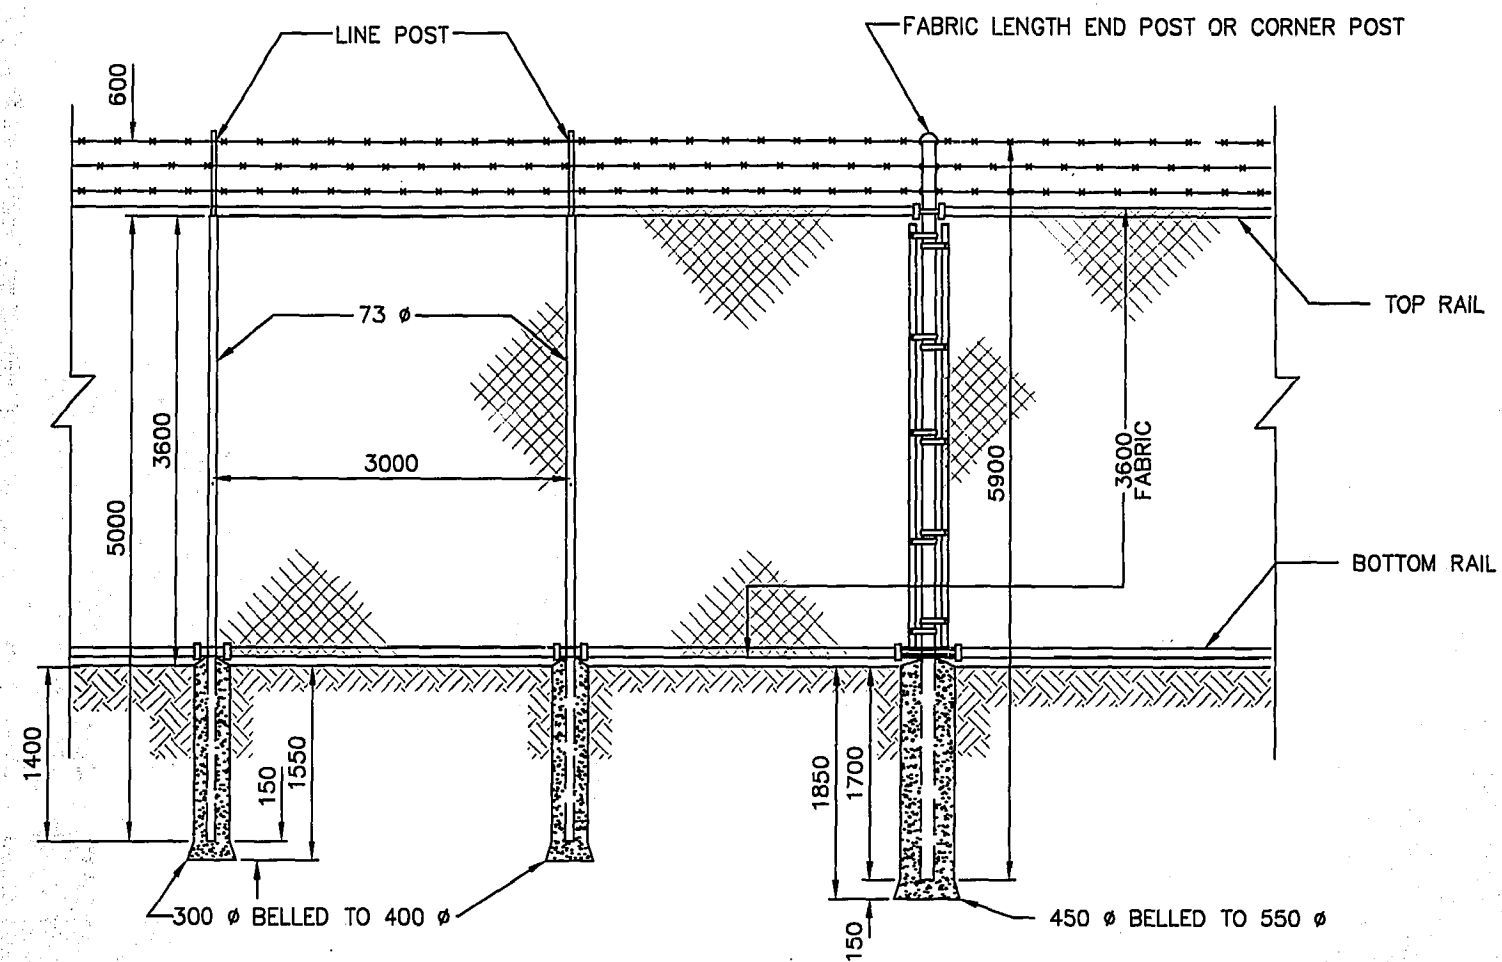 LINE POST
FABRIC LENGTH END POST OR CORNER POST
600
TOP RAIL
73 ø
3600
3000
5000
5900
3600
FABRIC
BOTTOM RAIL
1400
150
1550
1850
1700
300 ø BELLED TO 400 ø
450 ø BELLED TO 550 ø
150